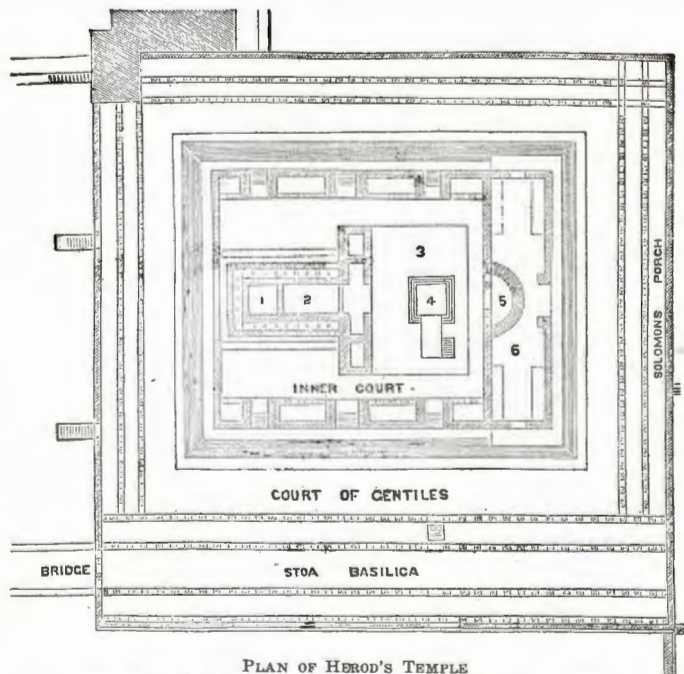 3
1 2 4 5
6
SOLOMONS PORCH
INNER COURT
COURT OF GENTILES
BRIDGE STOA BASILICA
PLAN OF HEROD'S TEMPLE